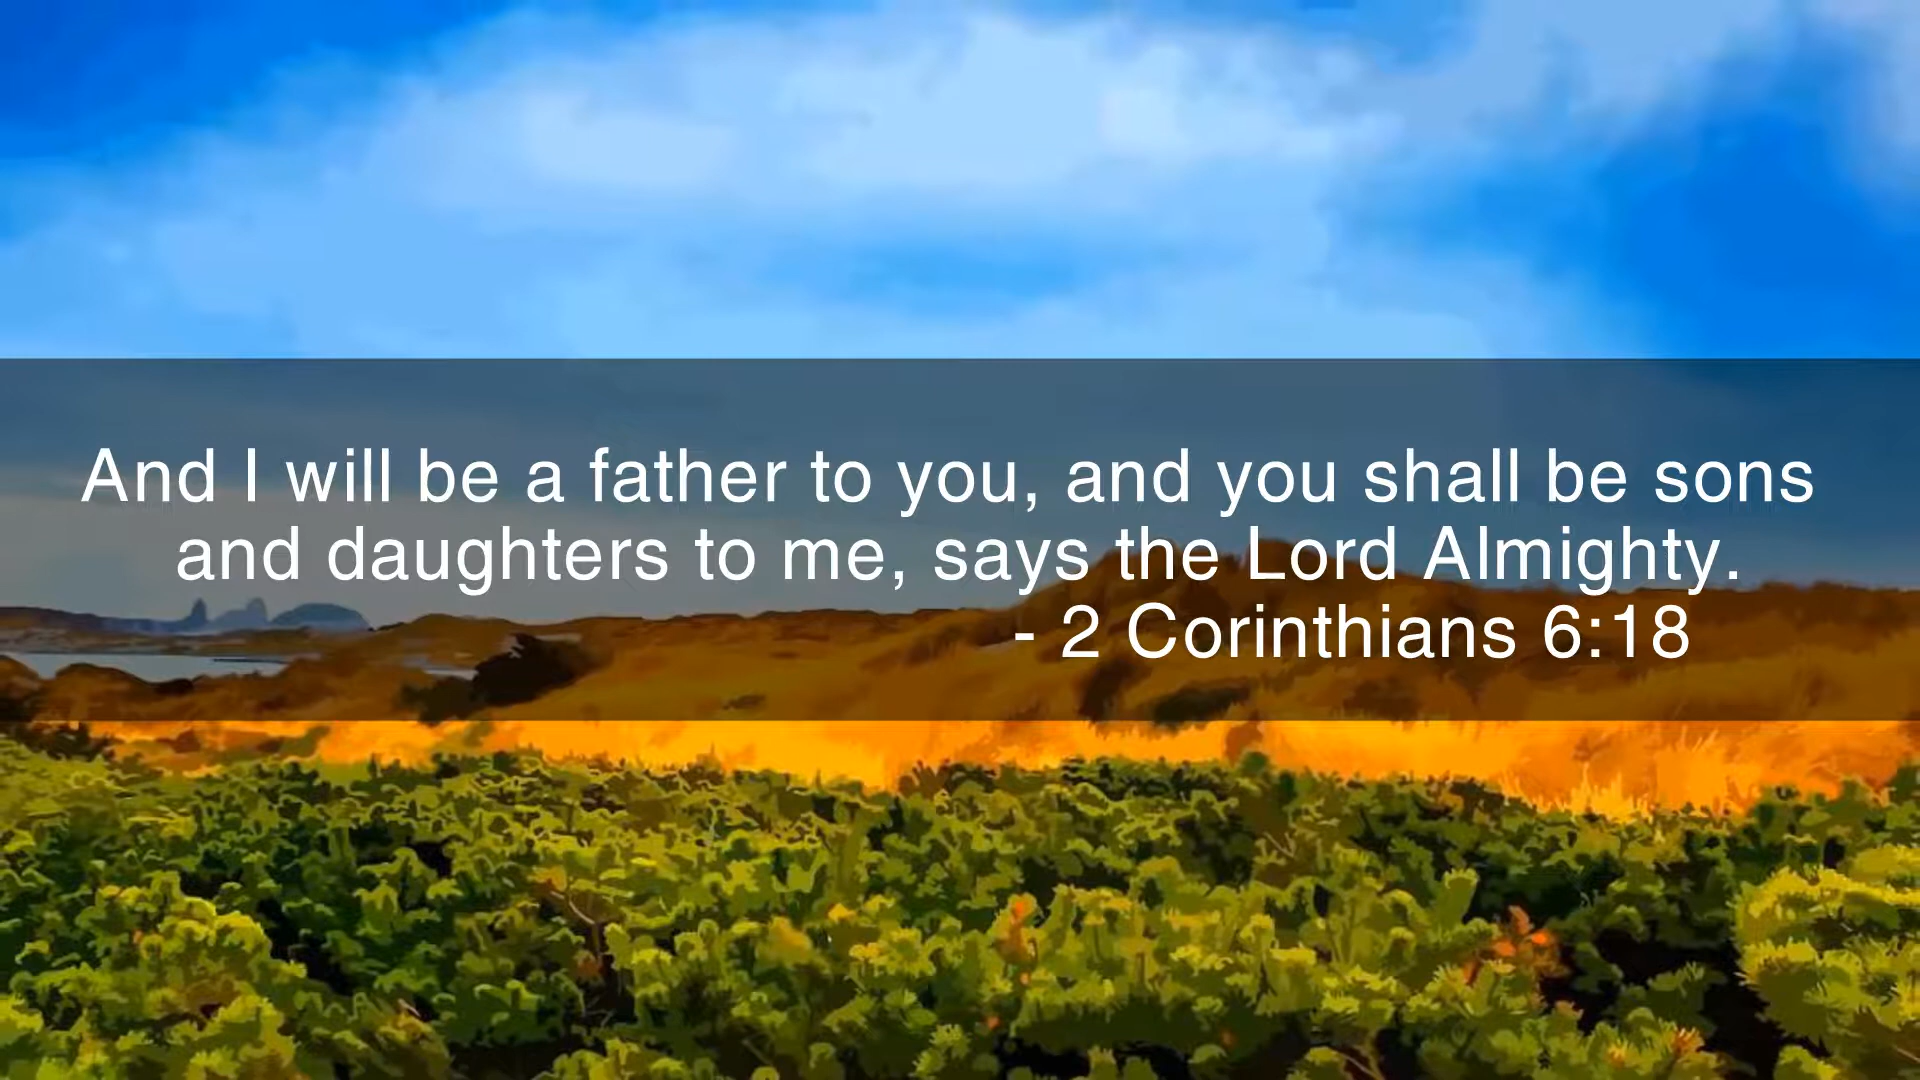 And I will be a father to you, and you shall be sons
and daughters to me, says the Lord Almighty.
- 2 Corinthians 6:18